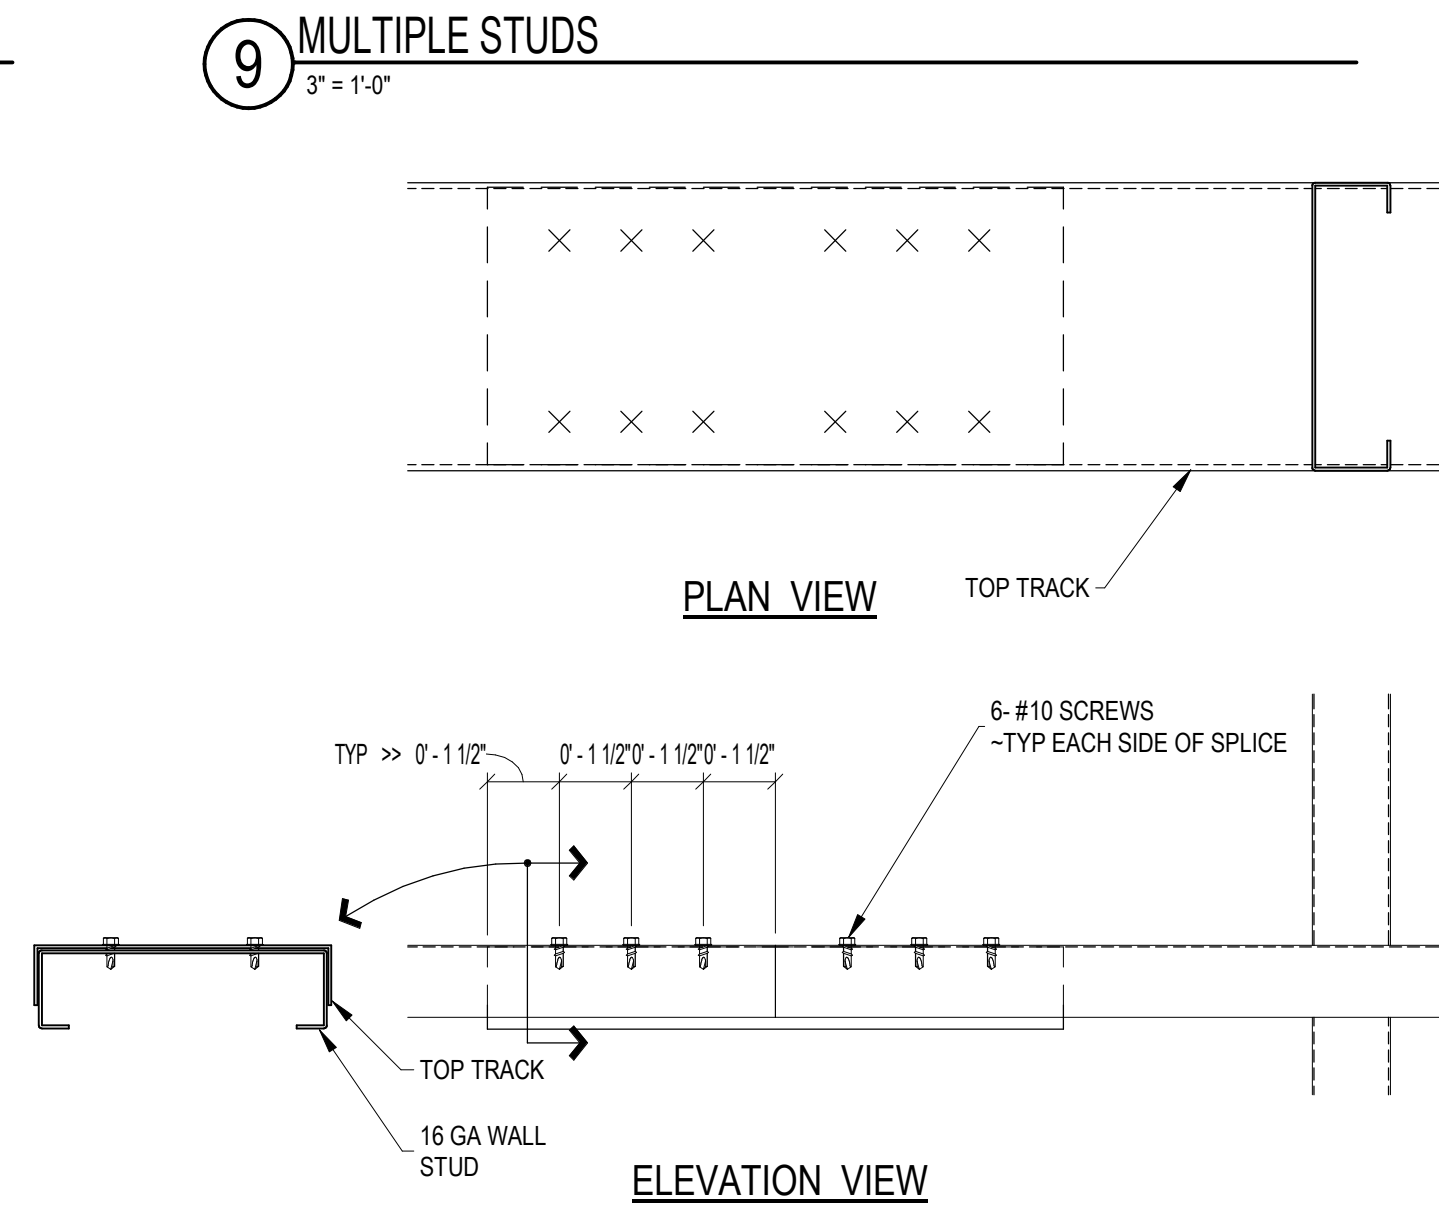 9
MULTIPLE STUDS
3" = 1'-0"
PLAN VIEW
TOP TRACK
6- #10 SCREWS
~TYP EACH SIDE OF SPLICE
TYP >> 0' - 1 1/2" 0' - 1 1/2" 0' - 1 1/2" 0' - 1 1/2"
TOP TRACK
16 GA WALL
STUD
ELEVATION VIEW